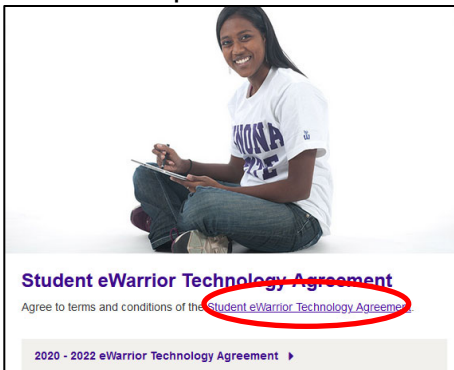 Student eWarrior Technology Agreement
Agree to terms and conditions of the Student eWarrior Technology Agreement.
2020 - 2022 eWarrior Technology Agreement